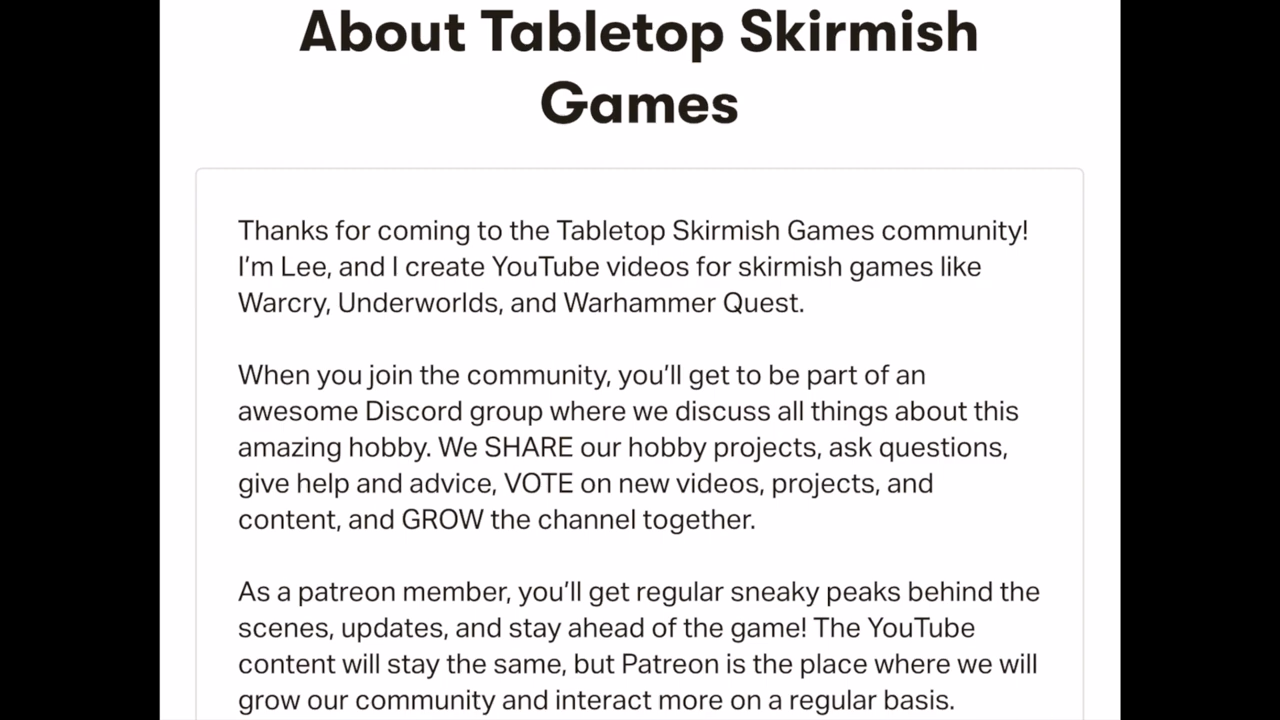 About Tabletop Skirmish
Games
Thanks for coming to the Tabletop Skirmish Games community!
I’m Lee, and I create YouTube videos for skirmish games like
Warcry, Underworlds, and Warhammer Quest.
When you join the community, you’ll get to be part of an
awesome Discord group where we discuss all things about this
amazing hobby. We SHARE our hobby projects, ask questions,
give help and advice, VOTE on new videos, projects, and
content, and GROW the channel together.
As a patreon member, you’ll get regular sneaky peaks behind the
scenes, updates, and stay ahead of the game! The YouTube
content will stay the same, but Patreon is the place where we will
grow our community and interact more on a regular basis.